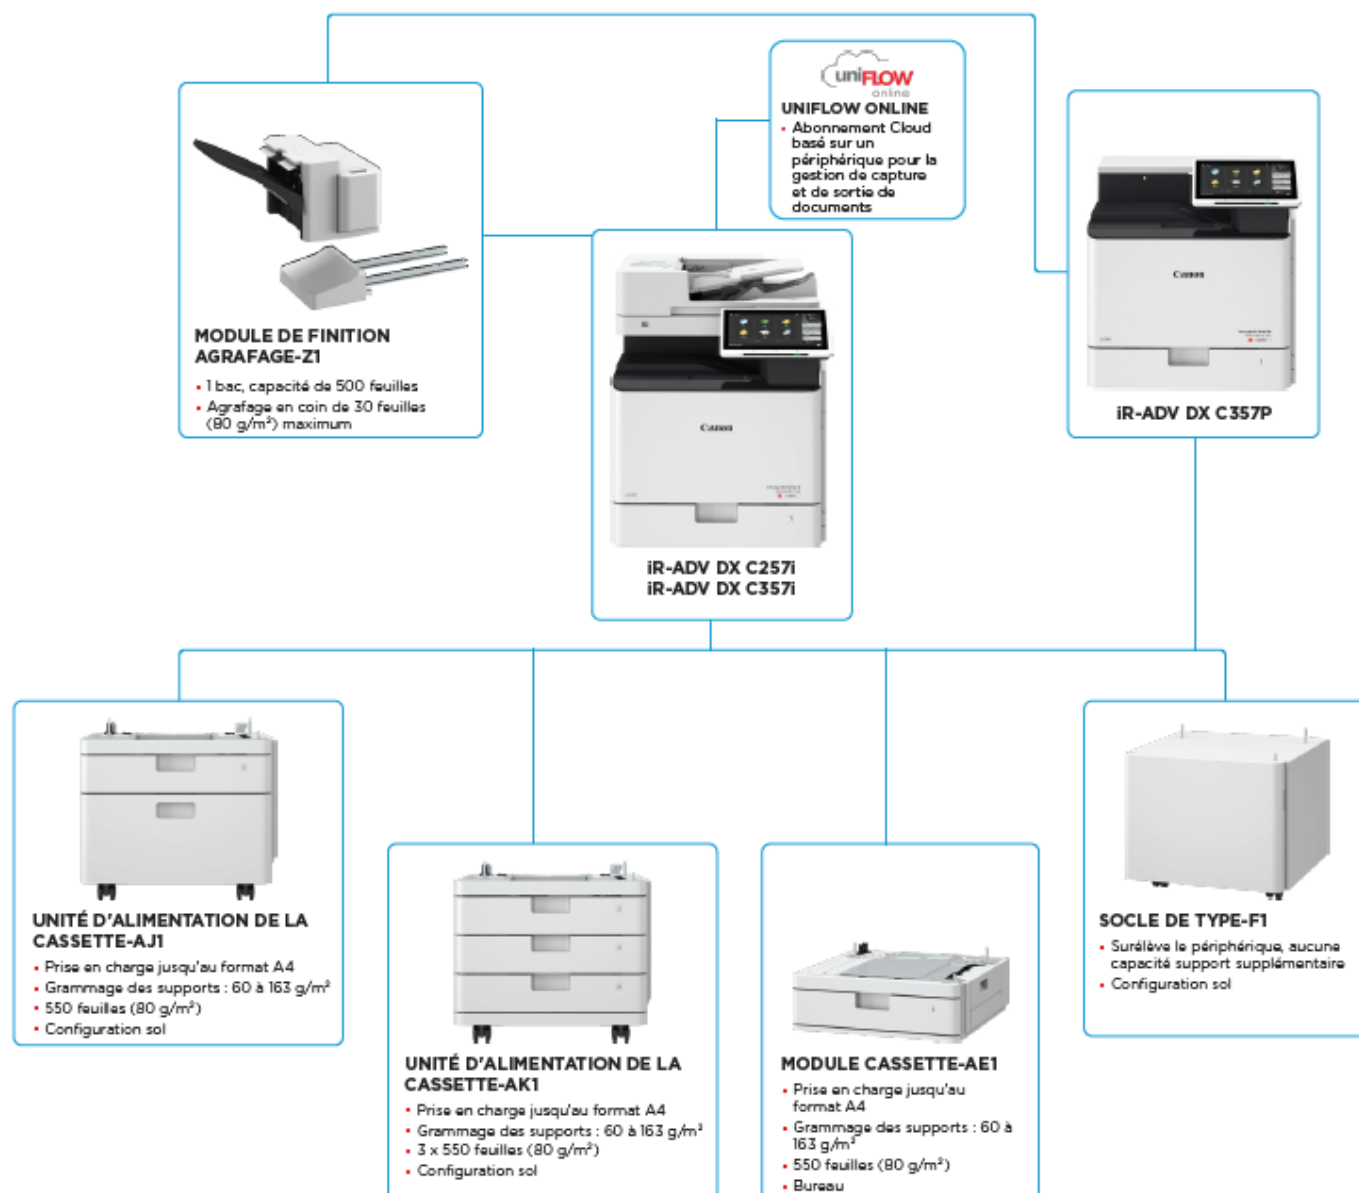 uniFLOW
online
UNIFLOW ONLINE
• Abonnement Cloud
basé sur un
périphérique pour la
gestion de capture
et de sortie de
documents
MODULE DE FINITION
AGRAFAGE-Z1
• 1 bac, capacité de 500 feuilles
• Agrafage en coin de 30 feuilles
(80 g/m²) maximum
Canon
iR-ADV DX C257i
iR-ADV DX C357i
Canon
iR-ADV DX C357P
UNITÉ D'ALIMENTATION DE LA
CASSETTE-AJ1
• Prise en charge jusqu'au format A4
• Grammage des supports : 60 à 163 g/m²
• 550 feuilles (80 g/m²)
• Configuration sol
UNITÉ D'ALIMENTATION DE LA
CASSETTE-AK1
• Prise en charge jusqu'au format A4
• Grammage des supports : 60 à 163 g/m²
• 3 x 550 feuilles (80 g/m²)
• Configuration sol
MODULE CASSETTE-AE1
• Prise en charge jusqu'au
format A4
• Grammage des supports : 60 à
163 g/m²
• 550 feuilles (80 g/m²)
• Bureau
SOCLE DE TYPE-F1
• Surélève le périphérique, aucune
capacité support supplémentaire
• Configuration sol